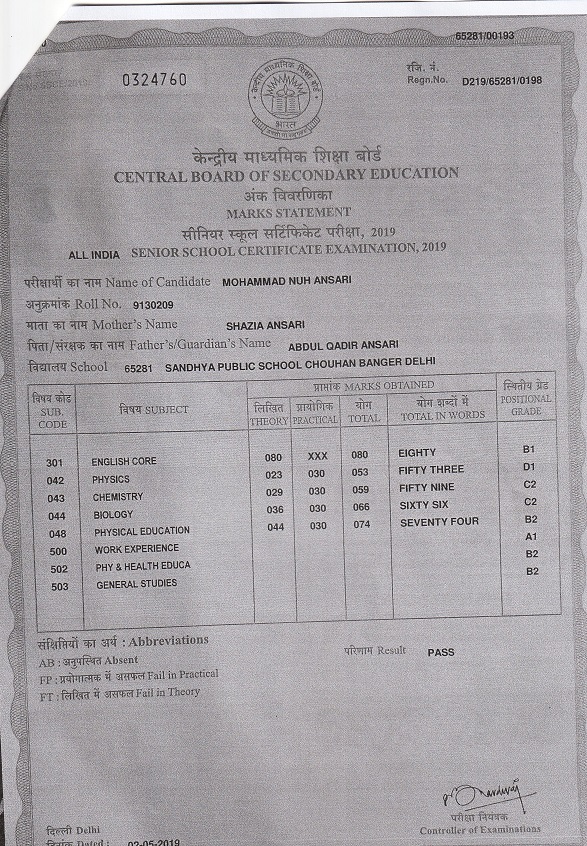 65281/00193
0324760
रजि. नं.
Regn.No. D219/65281/0198
केन्द्रीय माध्यमिक शिक्षा बोर्ड
भारत
केन्द्रीय माध्यमिक शिक्षा बोर्ड
CENTRAL BOARD OF SECONDARY EDUCATION
अंक विवरणिका
MARKS STATEMENT
सीनियर स्कूल सर्टिफिकेट परीक्षा, 2019
ALL INDIA SENIOR SCHOOL CERTIFICATE EXAMINATION, 2019
परीक्षार्थी का नाम Name of Candidate MOHAMMAD NUH ANSARI
अनुक्रमांक Roll No. 9130209
माता का नाम Mother's Name SHAZIA ANSARI
पिता/संरक्षक का नाम Father's/Guardian's Name ABDUL QADIR ANSARI
विद्यालय School 65281 SANDHYA PUBLIC SCHOOL CHOUHAN BANGER DELHI
विषय कोड SUB. CODE
विषय SUBJECT
प्राप्तांक MARKS OBTAINED
लिखित THEORY
प्रायोगिक PRACTICAL
योग TOTAL
योग शब्दों में TOTAL IN WORDS
स्थितीय ग्रेड POSITIONAL GRADE
301 ENGLISH CORE 080 XXX 080 EIGHTY B1
042 PHYSICS 023 030 053 FIFTY THREE D1
043 CHEMISTRY 029 030 059 FIFTY NINE C2
044 BIOLOGY 036 030 066 SIXTY SIX C2
048 PHYSICAL EDUCATION 044 030 074 SEVENTY FOUR B2
500 WORK EXPERIENCE A1
502 PHY & HEALTH EDUCA B2
503 GENERAL STUDIES B2
संक्षिप्तियों का अर्थ : Abbreviations
परिणाम Result PASS
AB : अनुपस्थित Absent
FP : प्रयोगात्मक में असफल Fail in Practical
FT : लिखित में असफल Fail in Theory
परीक्षा नियंत्रक
Controller of Examinations
दिल्ली Delhi
दिनांक Dated : 02-05-2019